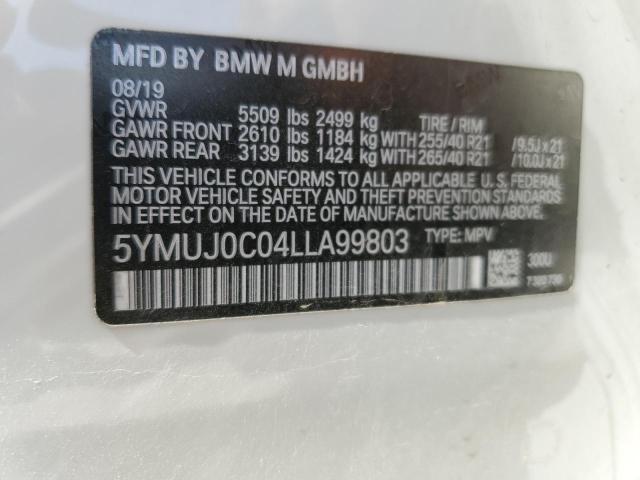 MFD BY BMW M GMBH
08/19
GVWR 5509 lbs 2499 kg TIRE / RIM
GAWR FRONT 2610 lbs 1184 kg WITH 255/40 R21 /9.5J x 21
GAWR REAR 3139 lbs 1424 kg WITH 265/40 R21 /10.0J x 21
THIS VEHICLE CONFORMS TO ALL APPLICABLE U. S. FEDERAL
MOTOR VEHICLE SAFETY AND THEFT PREVENTION STANDARDS
IN EFFECT ON THE DATE OF MANUFACTURE SHOWN ABOVE.
5YMUJ0C04LLA99803 TYPE: MPV
300U